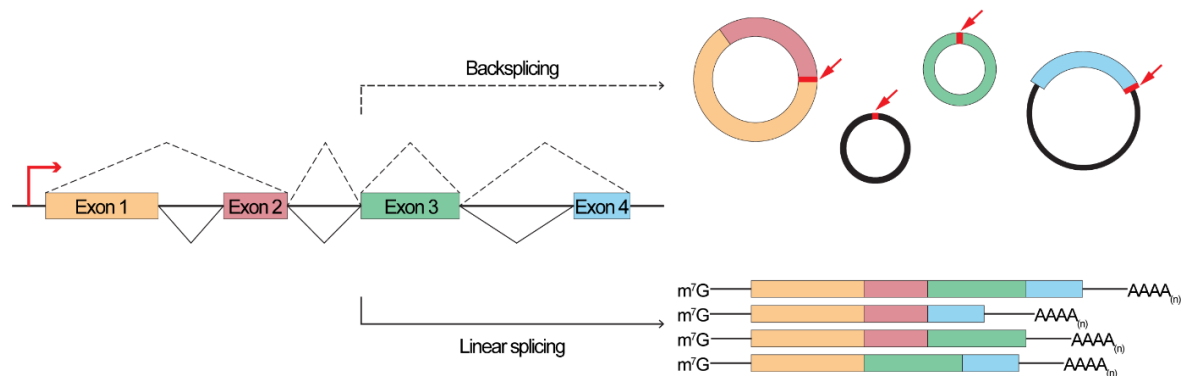 Backsplicing
Exon 1 Exon 2 Exon 3 Exon 4
Linear splicing
m⁷G AAAA(n)
m⁷G AAAA(n)
m⁷G AAAA(n)
m⁷G AAAA(n)